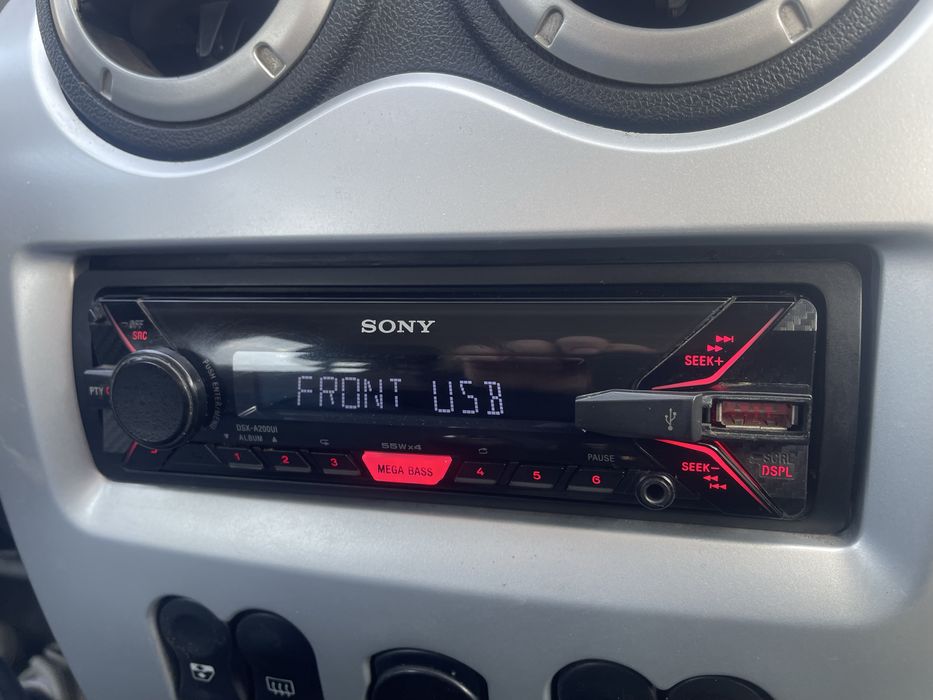 SONY
OFF
SRC
SEEK+
PUSH ENTER/MENU
PTY
FRONT USB
DSX-A200UI
ALBUM
55W×4
PAUSE
1
2
3
MEGA BASS
4
5
6
SEEK-
SCRL
DSPL